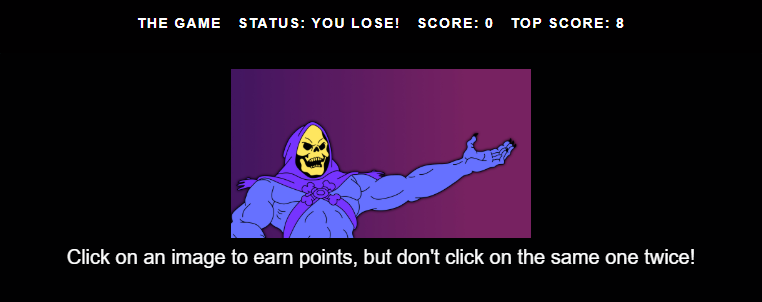 THE GAME STATUS: YOU LOSE! SCORE: 0 TOP SCORE: 8
Click on an image to earn points, but don't click on the same one twice!